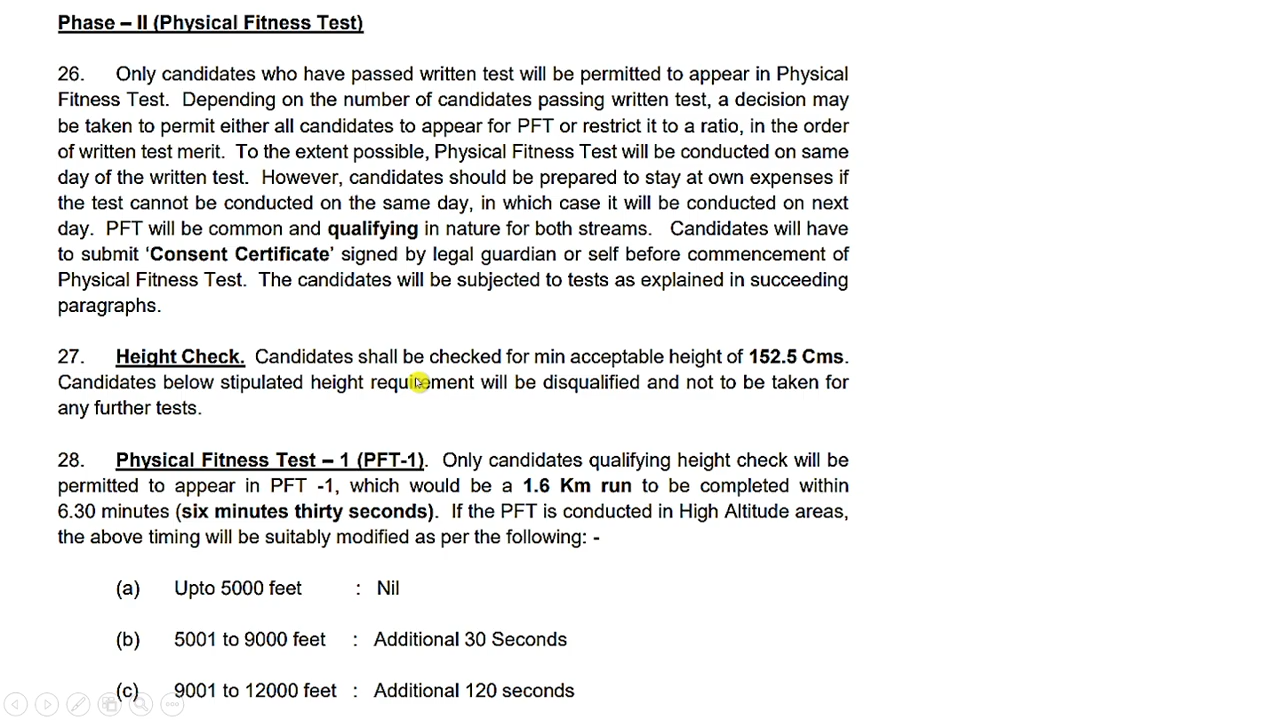 Phase – II (Physical Fitness Test)
26. Only candidates who have passed written test will be permitted to appear in Physical
Fitness Test. Depending on the number of candidates passing written test, a decision may
be taken to permit either all candidates to appear for PFT or restrict it to a ratio, in the order
of written test merit. To the extent possible, Physical Fitness Test will be conducted on same
day of the written test. However, candidates should be prepared to stay at own expenses if
the test cannot be conducted on the same day, in which case it will be conducted on next
day. PFT will be common and qualifying in nature for both streams. Candidates will have
to submit ‘Consent Certificate’ signed by legal guardian or self before commencement of
Physical Fitness Test. The candidates will be subjected to tests as explained in succeeding
paragraphs.
27. Height Check. Candidates shall be checked for min acceptable height of 152.5 Cms.
Candidates below stipulated height requirement will be disqualified and not to be taken for
any further tests.
28. Physical Fitness Test – 1 (PFT-1). Only candidates qualifying height check will be
permitted to appear in PFT -1, which would be a 1.6 Km run to be completed within
6.30 minutes (six minutes thirty seconds). If the PFT is conducted in High Altitude areas,
the above timing will be suitably modified as per the following: -
(a) Upto 5000 feet : Nil
(b) 5001 to 9000 feet : Additional 30 Seconds
(c) 9001 to 12000 feet : Additional 120 seconds